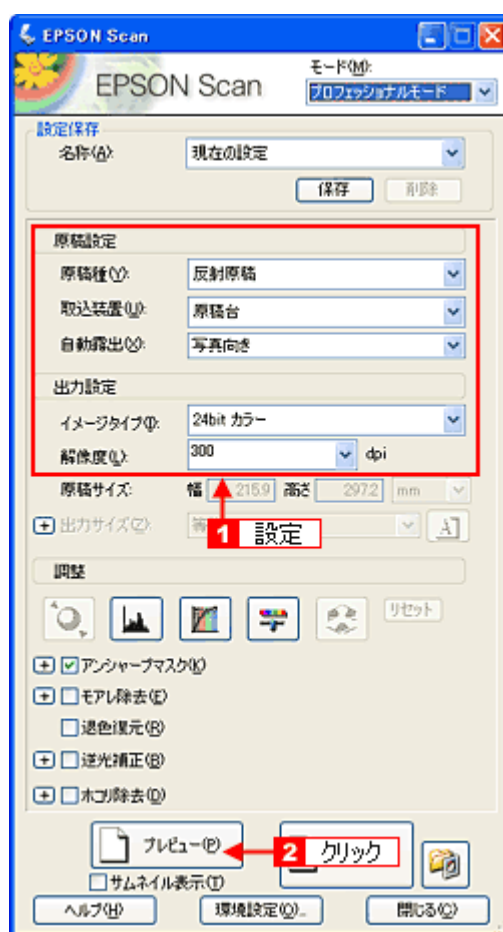 EPSON Scan
EPSON Scan
モード(M):
プロフェッショナルモード
設定保存
名称(A):
現在の設定
保存
削除
原稿設定
原稿種(Y):
反射原稿
取込装置(U):
原稿台
自動露出(X):
写真向き
出力設定
イメージタイプ(I):
24bit カラー
解像度(L):
300
dpi
原稿サイズ:
幅
215.9
高さ
297.2
mm
出力サイズ(Z):
1 設定
調整
リセット
アンシャープマスク(K)
モアレ除去(E)
退色復元(R)
逆光補正(B)
ホコリ除去(D)
プレビュー(P)
2 クリック
サムネイル表示(T)
ヘルプ(H)
環境設定(O)...
閉じる(C)